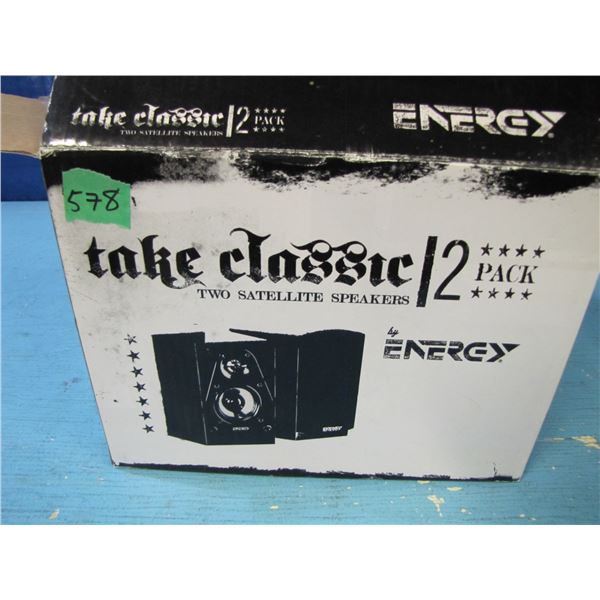 take classic 2 PACK
TWO SATELLITE SPEAKERS
ENERGY
578
take classic 2 PACK
TWO SATELLITE SPEAKERS
by
ENERGY
ENERGY